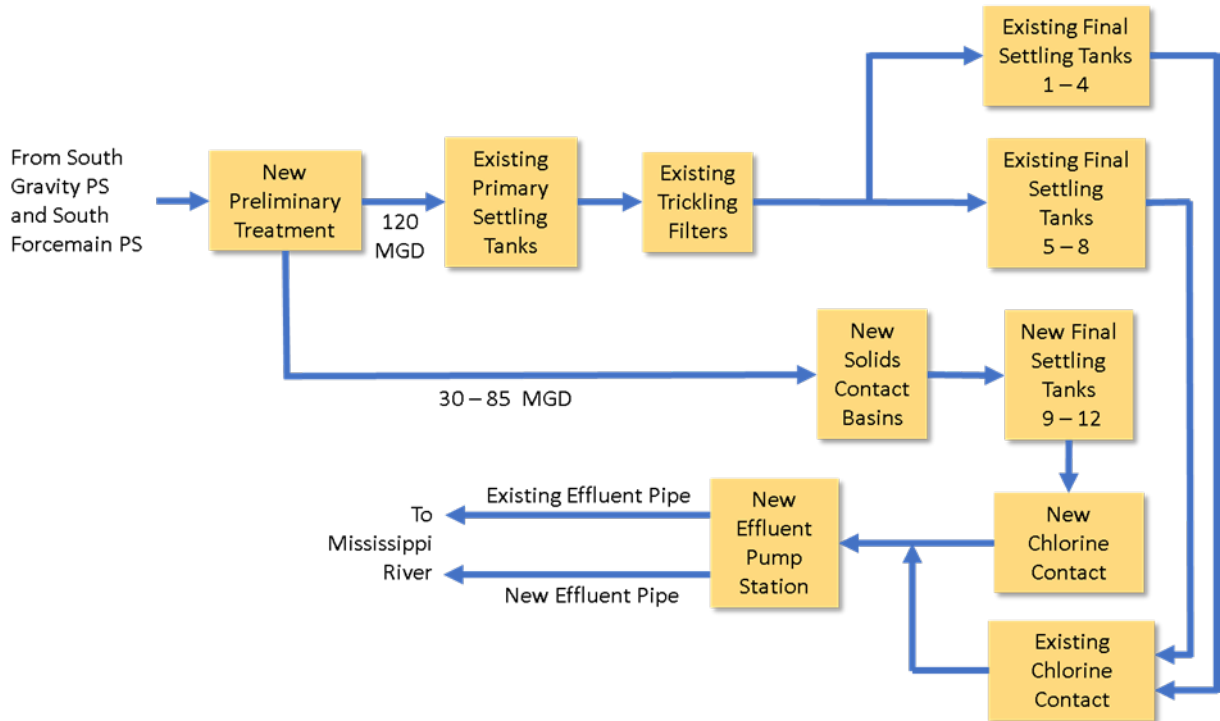 From South
Gravity PS
and South
Forcemain PS
New
Preliminary
Treatment
120
MGD
Existing
Primary
Settling
Tanks
Existing
Trickling
Filters
Existing Final
Settling Tanks
1 – 4
Existing Final
Settling
Tanks
5 – 8
30 – 85 MGD
New
Solids
Contact
Basins
New Final
Settling
Tanks
9 – 12
New
Chlorine
Contact
Existing
Chlorine
Contact
New
Effluent
Pump
Station
Existing Effluent Pipe
New Effluent Pipe
To
Mississippi
River